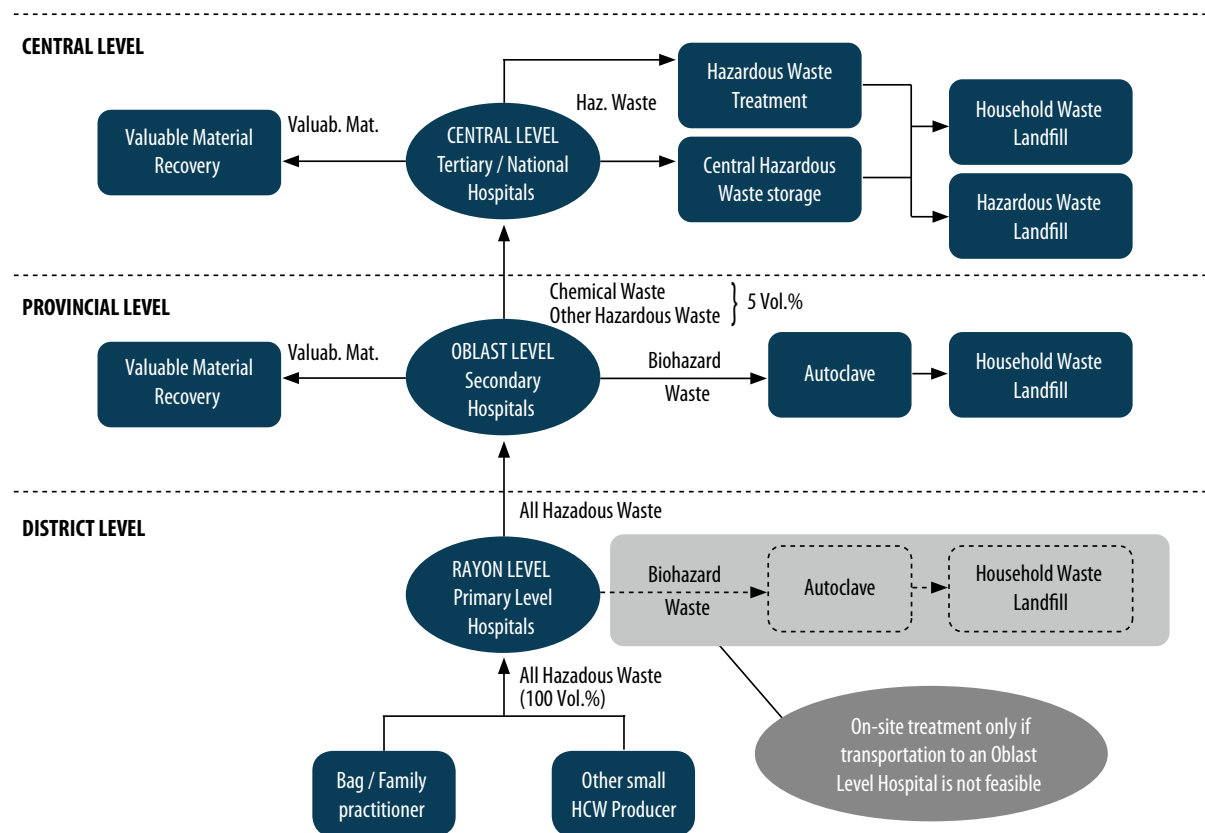 CENTRAL LEVEL
Valuable Material
Recovery
Valuab. Mat.
CENTRAL LEVEL
Tertiary / National
Hospitals
Haz. Waste
Hazardous Waste
Treatment
Central Hazardous
Waste storage
Household Waste
Landfill
Hazardous Waste
Landfill
PROVINCIAL LEVEL
Chemical Waste
Other Hazardous Waste } 5 Vol.%
Valuable Material
Recovery
Valuab. Mat.
OBLAST LEVEL
Secondary
Hospitals
Biohazard
Waste
Autoclave
Household Waste
Landfill
DISTRICT LEVEL
All Hazadous Waste
RAYON LEVEL
Primary Level
Hospitals
Biohazard
Waste
Autoclave
Household Waste
Landfill
All Hazadous Waste
(100 Vol.%)
Bag / Family
practitioner
Other small
HCW Producer
On-site treatment only if
transportation to an Oblast
Level Hospital is not feasible